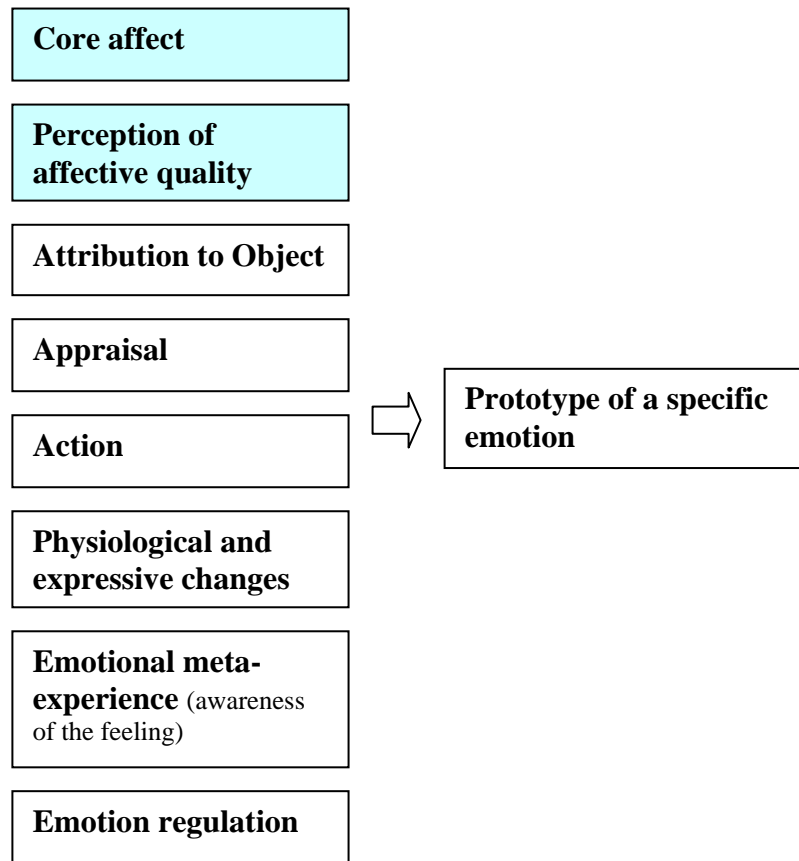 Core affect
Perception of
affective quality
Attribution to Object
Appraisal
Action
Physiological and
expressive changes
Emotional meta-
experience (awareness
of the feeling)
Emotion regulation
Prototype of a specific
emotion